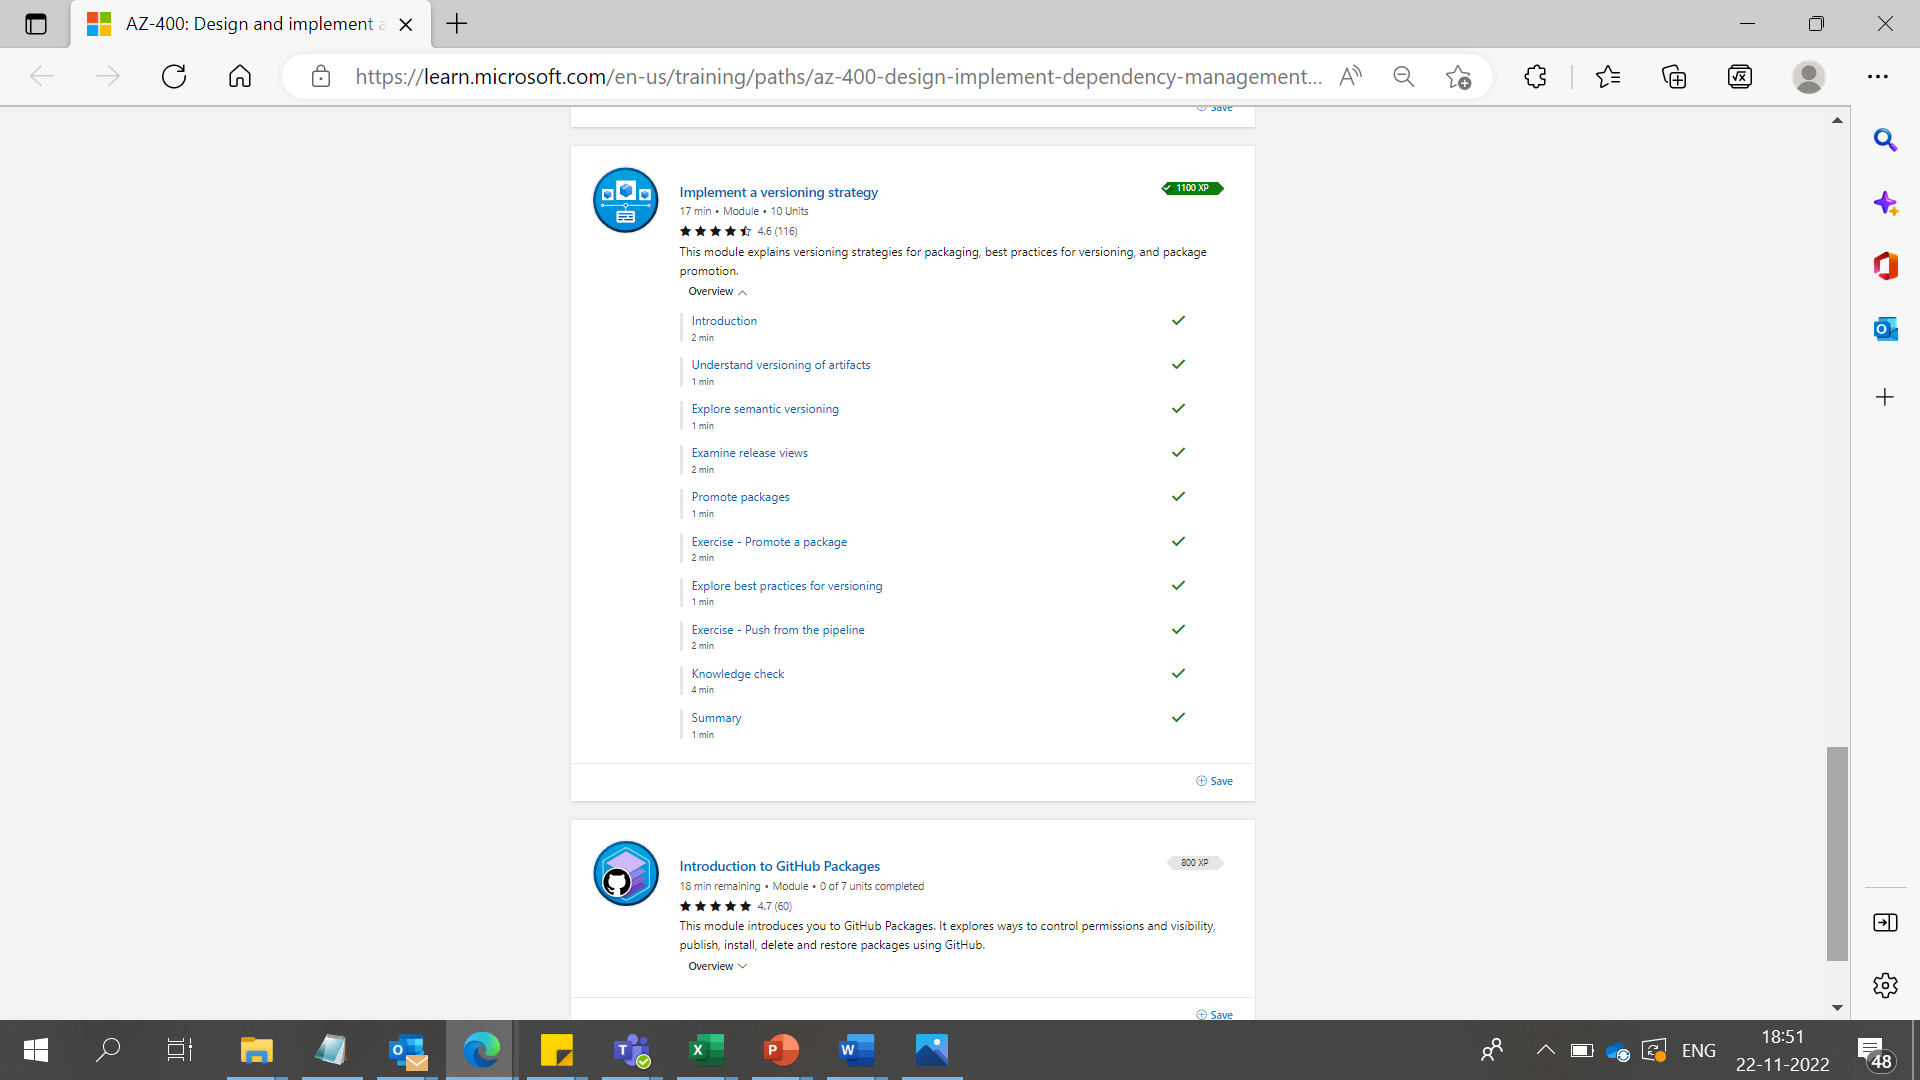 AZ-400: Design and implement a
https://learn.microsoft.com/en-us/training/paths/az-400-design-implement-dependency-management...
Save
Implement a versioning strategy
1100 XP
17 min • Module • 10 Units
4.6 (116)
This module explains versioning strategies for packaging, best practices for versioning, and package
promotion.
Overview
Introduction
2 min
Understand versioning of artifacts
1 min
Explore semantic versioning
1 min
Examine release views
2 min
Promote packages
1 min
Exercise - Promote a package
2 min
Explore best practices for versioning
1 min
Exercise - Push from the pipeline
2 min
Knowledge check
4 min
Summary
1 min
Save
Introduction to GitHub Packages
800 XP
18 min remaining • Module • 0 of 7 units completed
4.7 (60)
This module introduces you to GitHub Packages. It explores ways to control permissions and visibility,
publish, install, delete and restore packages using GitHub.
Overview
Save
ENG
18:51
22-11-2022
48